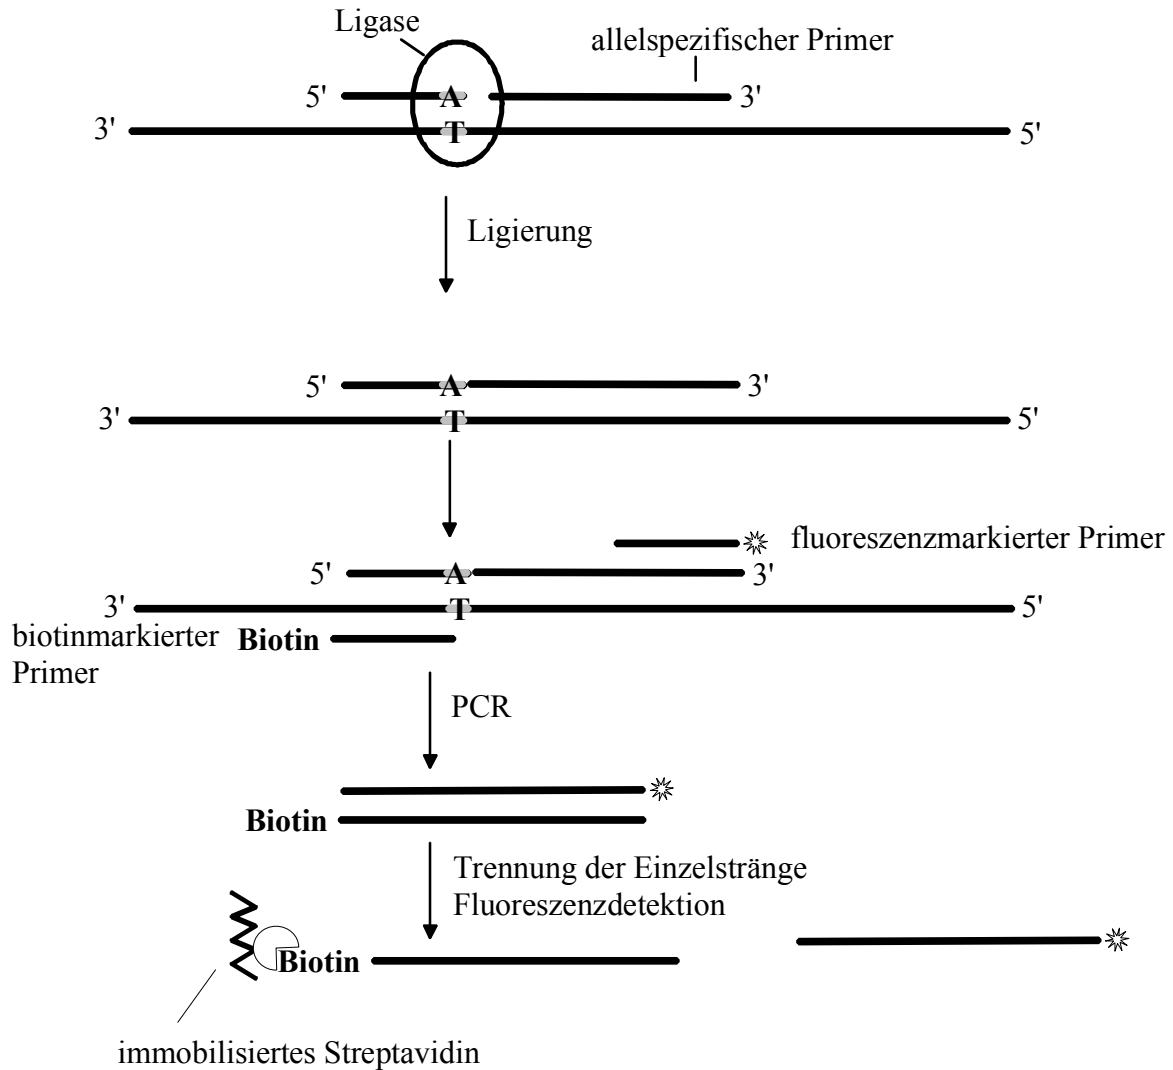 Ligase
allelspezifischer Primer
5' A 3'
3' T 5'
Ligierung
5' A 3'
3' T 5'
fluoreszenzmarkierter Primer
5' A 3'
3' T 5'
biotinmarkierter
Primer
Biotin
PCR
Biotin
Trennung der Einzelstränge
Fluoreszenzdetektion
Biotin
immobilisiertes Streptavidin